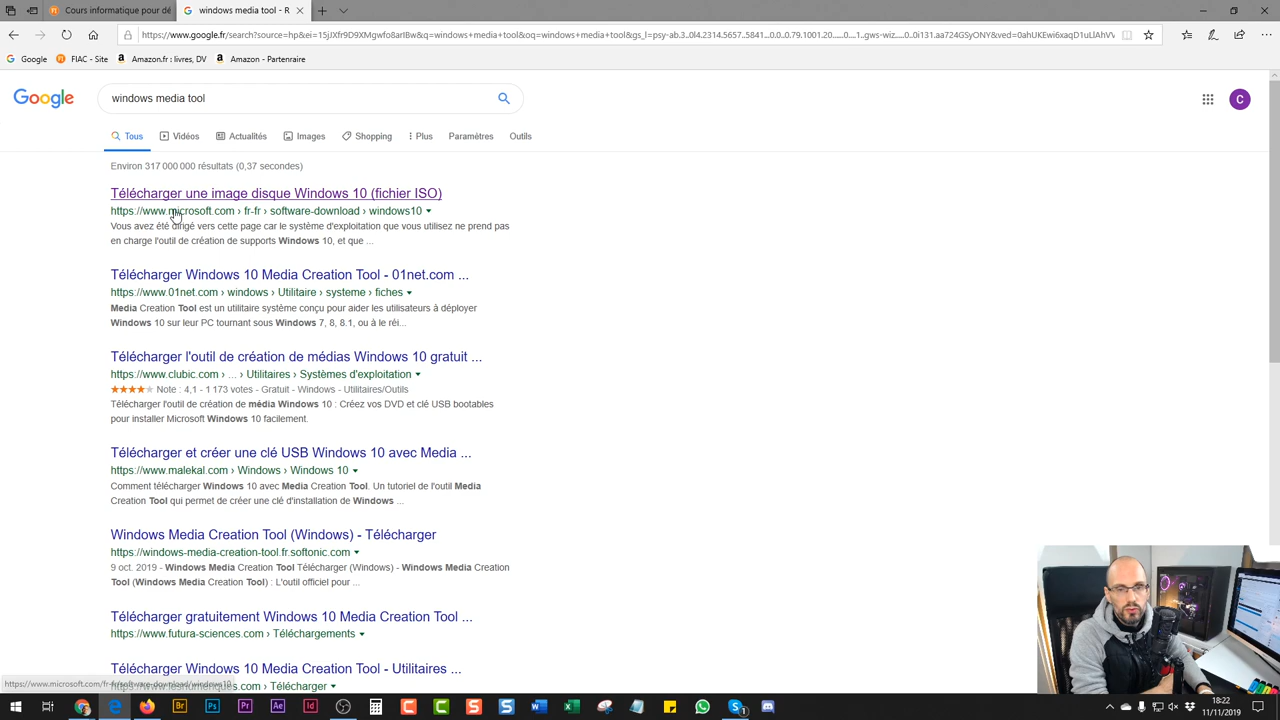 Cours informatique pour dé
windows media tool - R
https://www.google.fr/search?source=hp&ei=15jJXfr9D9XMgwfo8arIBw&q=windows+media+tool&oq=windows+media+tool&gs_l=psy-ab.3..0l4.2314.5657..5841...0.0..0.79.1001.20......0....1..gws-wiz.....0..0i131.aa724GSyONY&ved=0ahUKEwi6xaqD1uLlAhVV
Google
FIAC - Site
Amazon.fr : livres, DV
Amazon - Partenaire
Google
windows media tool
C
Tous
Vidéos
Actualités
Images
Shopping
Plus
Paramètres
Outils
Environ 317 000 000 résultats (0,37 secondes)
Télécharger une image disque Windows 10 (fichier ISO)
https://www.microsoft.com › fr-fr › software-download › windows10
Vous avez été dirigé vers cette page car le système d'exploitation que vous utilisez ne prend pas
en charge l'outil de création de supports Windows 10, et que ...
Télécharger Windows 10 Media Creation Tool - 01net.com ...
https://www.01net.com › windows › Utilitaire › systeme › fiches
Media Creation Tool est un utilitaire système conçu pour aider les utilisateurs à déployer
Windows 10 sur leur PC tournant sous Windows 7, 8, 8.1, ou à le réi...
Télécharger l'outil de création de médias Windows 10 gratuit ...
https://www.clubic.com › ... › Utilitaires › Systèmes d'exploitation
Note : 4,1 - 1 173 votes - Gratuit - Windows - Utilitaires/Outils
Télécharger l'outil de création de média Windows 10 : Créez vos DVD et clé USB bootables
pour installer Microsoft Windows 10 facilement.
Télécharger et créer une clé USB Windows 10 avec Media ...
https://www.malekal.com › Windows › Windows 10
Comment télécharger Windows 10 avec Media Creation Tool. Un tutoriel de l'outil Media
Creation Tool qui permet de créer une clé d'installation de Windows ...
Windows Media Creation Tool (Windows) - Télécharger
https://windows-media-creation-tool.fr.softonic.com
9 oct. 2019 - Windows Media Creation Tool Télécharger (Windows) - Windows Media Creation
Tool (Windows Media Creation Tool) : L'outil officiel pour ...
Télécharger gratuitement Windows 10 Media Creation Tool ...
https://www.futura-sciences.com › Téléchargements
Télécharger Windows 10 Media Creation Tool - Utilitaires ...
https://www.lesnumeriques.com › Télécharger
https://www.microsoft.com/fr-fr/software-download/windows10
Br
Ps
Pr
Ae
Id
18:22
11/11/2019